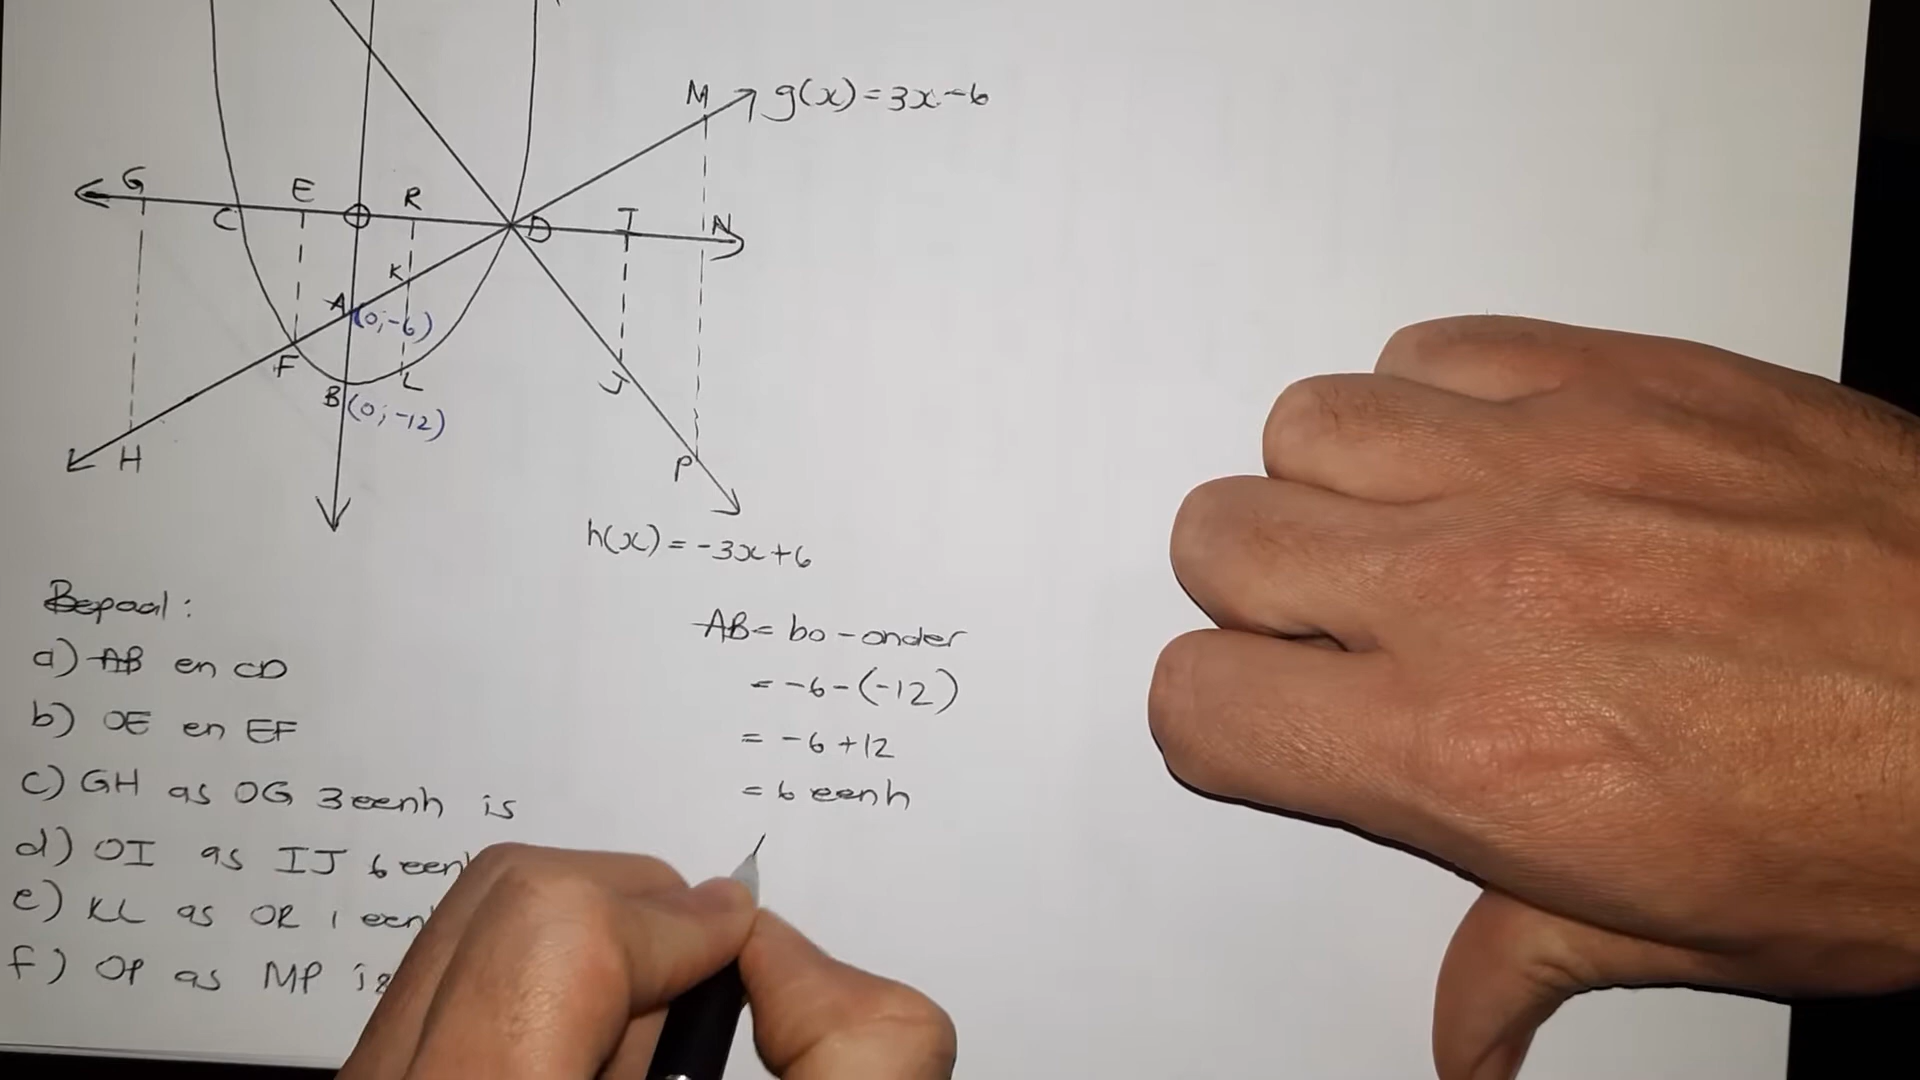 M g(x)=3x-6
G E R
C D I N
K
A (0;-6)
F J
B (0;-12) L
H P
h(x) = -3x+6
Bepaal:
a) AB en CD
b) OE en EF
c) GH as OG 3 eenh is
d) OI as IJ 6
e) KL as OR 1
f) OP as MP
AB= bo-onder
= -6-(-12)
= -6+12
= 6 eenh